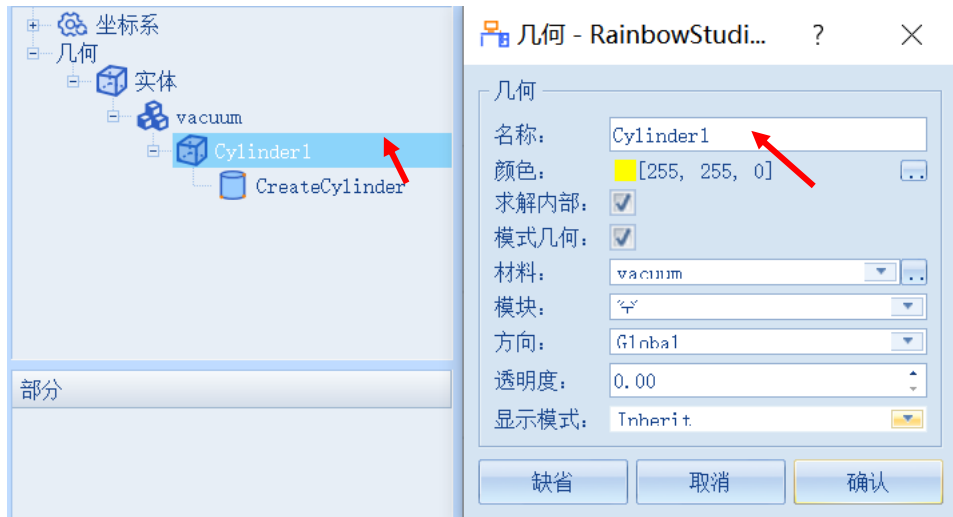 坐标系
几何
实体
vacuum
Cylinder1
CreateCylinder
部分
几何 - RainbowStudi...
?
几何
名称: Cylinder1
颜色: [255, 255, 0] ..
求解内部:
模式几何:
材料: vacuum ..
模块: 空
方向: Global
透明度: 0.00
显示模式: Inherit
缺省 取消 确认